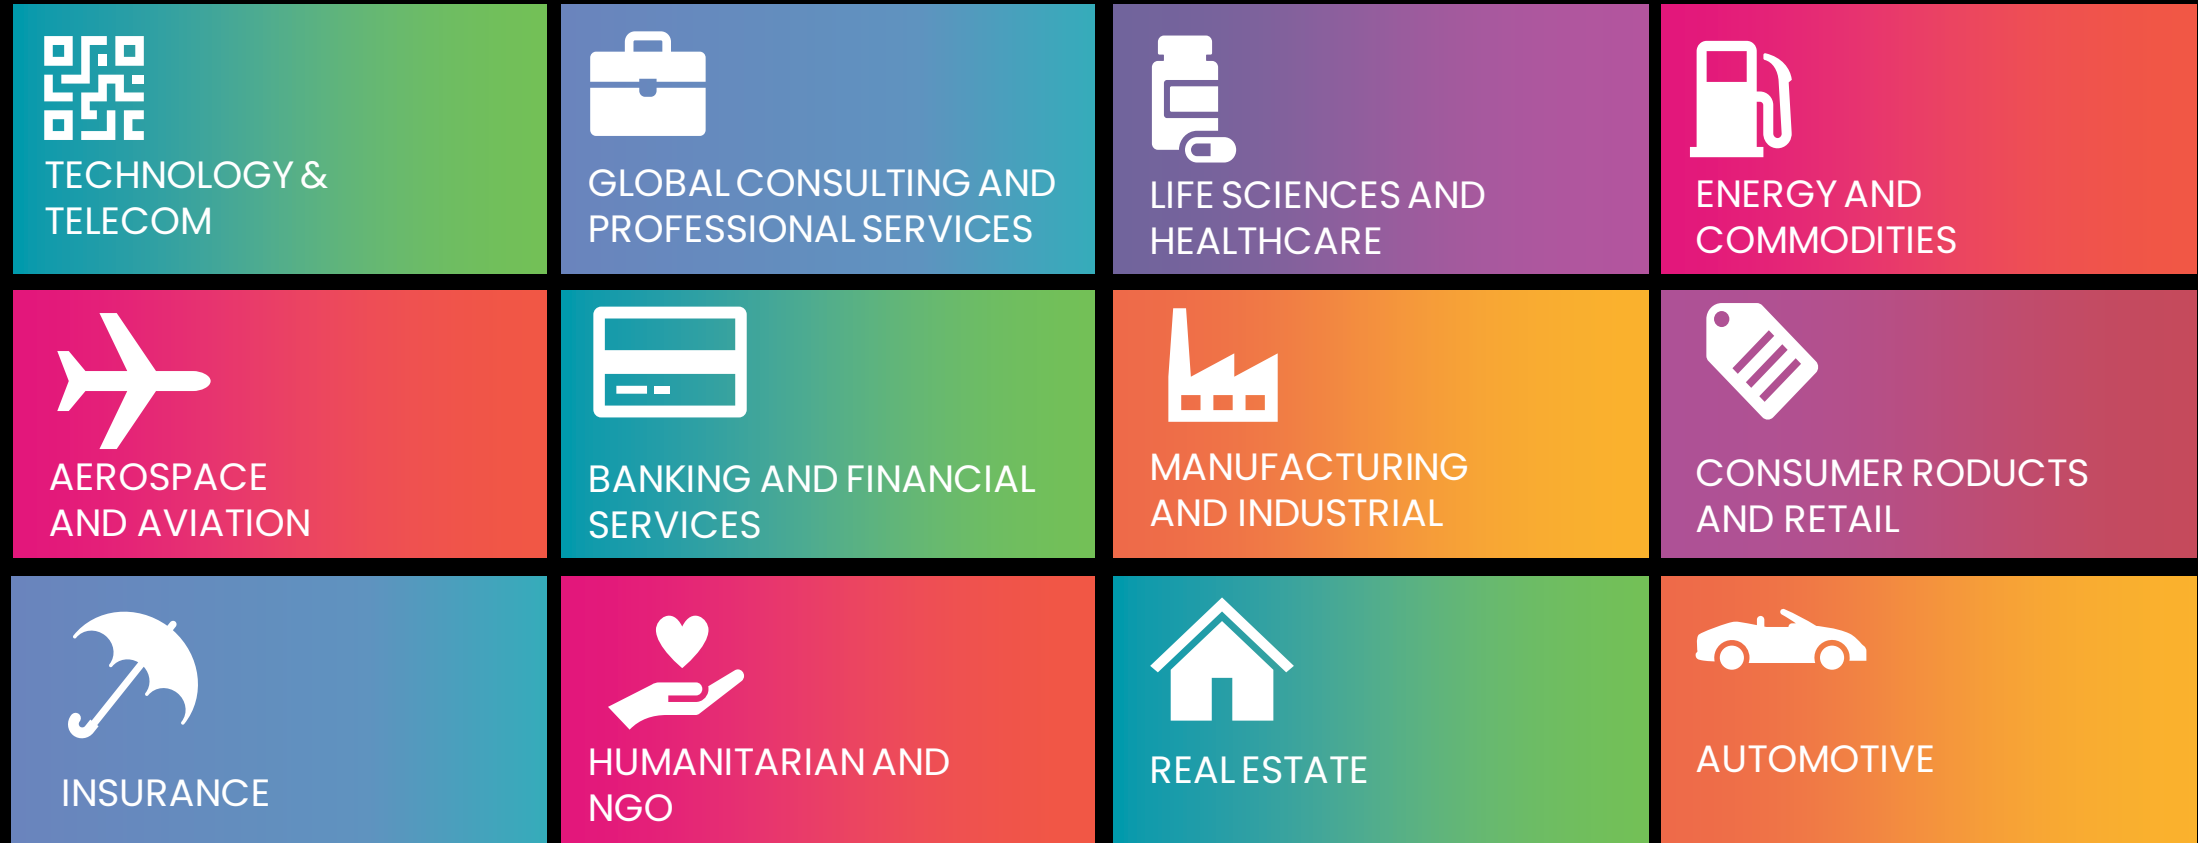 TECHNOLOGY &
TELECOM
GLOBAL CONSULTING AND
PROFESSIONAL SERVICES
LIFE SCIENCES AND
HEALTHCARE
ENERGY AND
COMMODITIES
AEROSPACE
AND AVIATION
BANKING AND FINANCIAL
SERVICES
MANUFACTURING
AND INDUSTRIAL
CONSUMER RODUCTS
AND RETAIL
INSURANCE
HUMANITARIAN AND
NGO
REAL ESTATE
AUTOMOTIVE